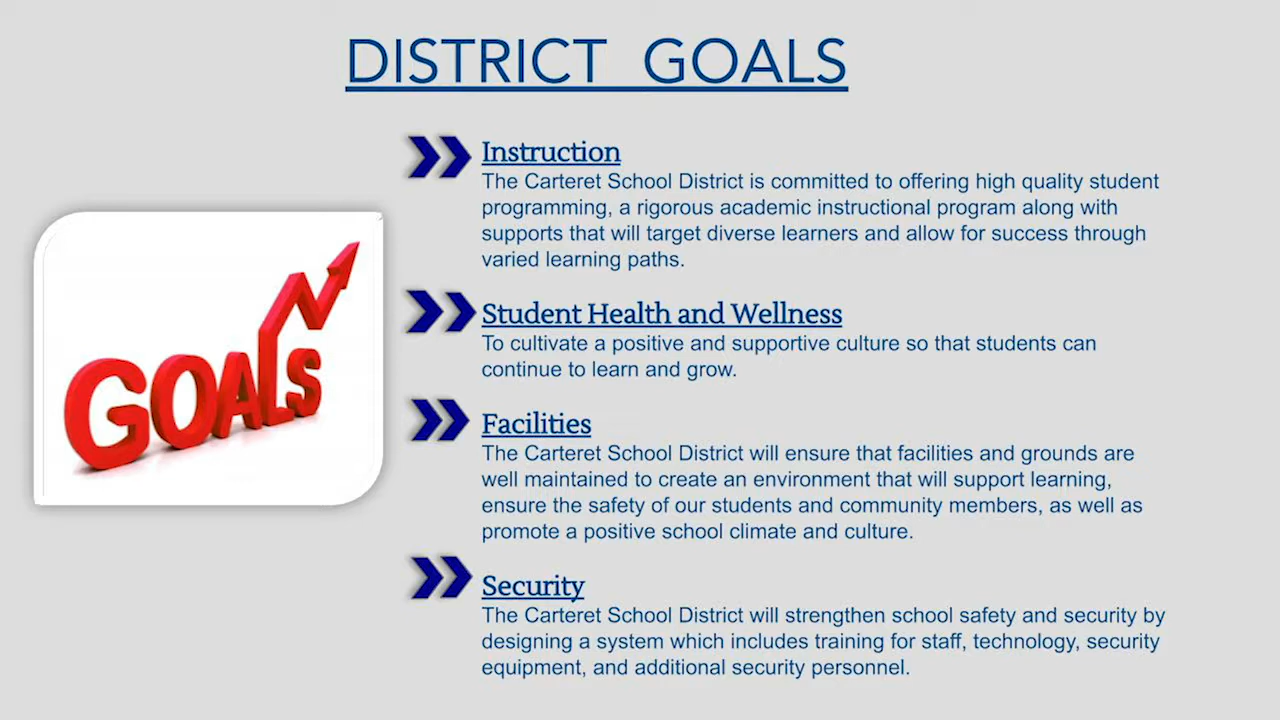 DISTRICT GOALS
GOALS
Instruction
The Carteret School District is committed to offering high quality student
programming, a rigorous academic instructional program along with
supports that will target diverse learners and allow for success through
varied learning paths.
Student Health and Wellness
To cultivate a positive and supportive culture so that students can
continue to learn and grow.
Facilities
The Carteret School District will ensure that facilities and grounds are
well maintained to create an environment that will support learning,
ensure the safety of our students and community members, as well as
promote a positive school climate and culture.
Security
The Carteret School District will strengthen school safety and security by
designing a system which includes training for staff, technology, security
equipment, and additional security personnel.